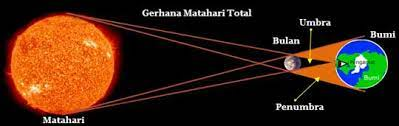 Gerhana Matahari Total
Umbra
Bulan
Bumi
Bumi
Penumbra
Matahari